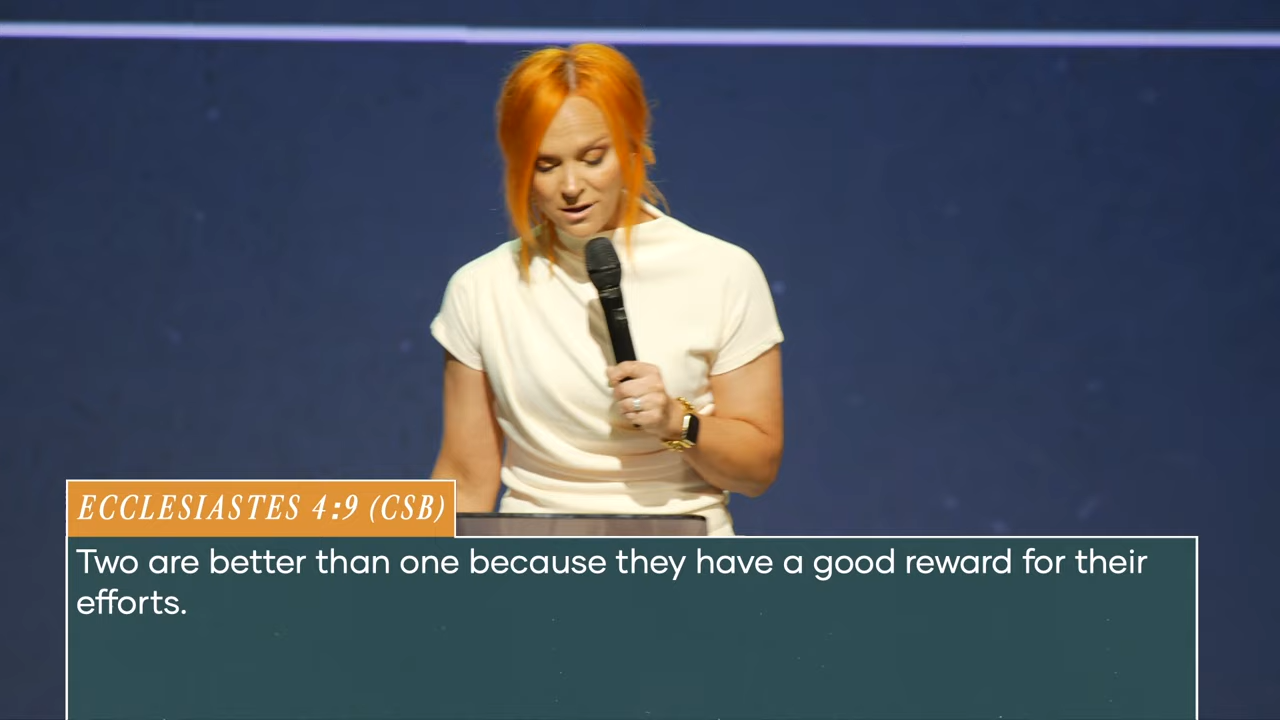 ECCLESIASTES 4:9 (CSB)
Two are better than one because they have a good reward for their
efforts.